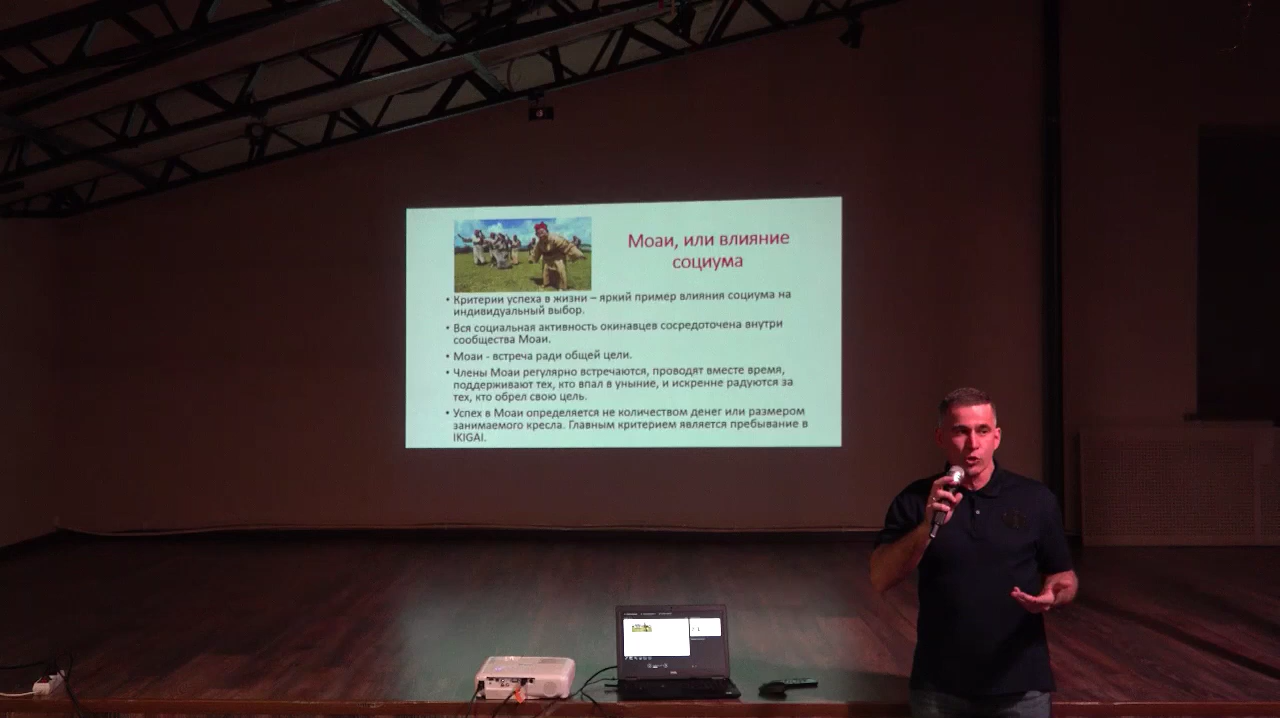 Моаи, или влияние
социума
• Критерии успеха в жизни – яркий пример влияния социума на
индивидуальный выбор.
• Вся социальная активность окинавцев сосредоточена внутри
сообщества Моаи.
• Моаи - встреча ради общей цели.
• Члены Моаи регулярно встречаются, проводят вместе время,
поддерживают тех, кто впал в уныние, и искренне радуются за
тех, кто обрел свою цель.
• Успех в Моаи определяется не количеством денег или размером
занимаемого кресла. Главным критерием является пребывание в
IKIGAI.